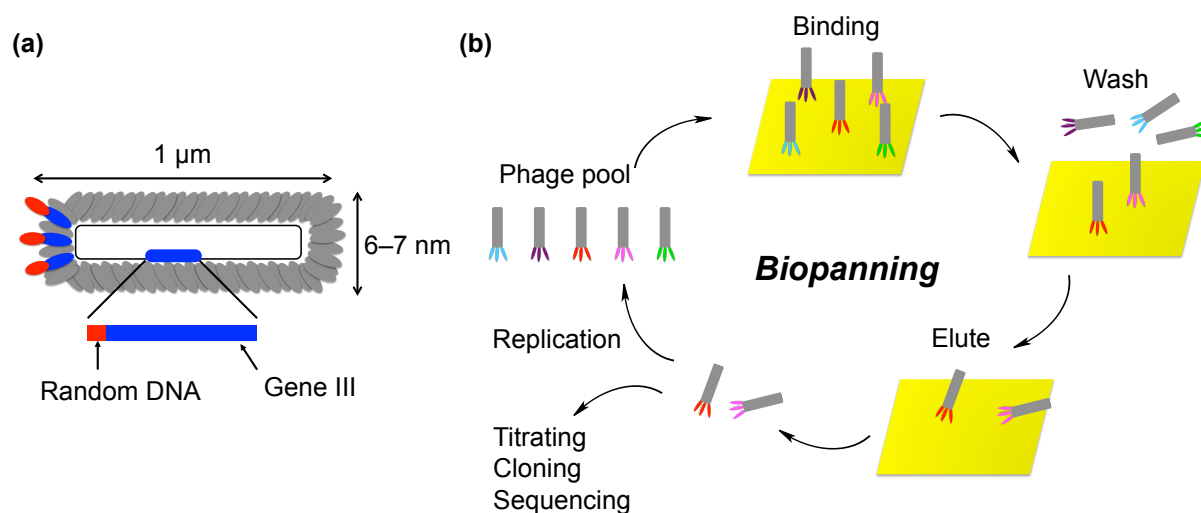 (a)
1 μm
6–7 nm
Random DNA
Gene III
(b)
Binding
Wash
Phage pool
Biopanning
Replication
Elute
Titrating
Cloning
Sequencing